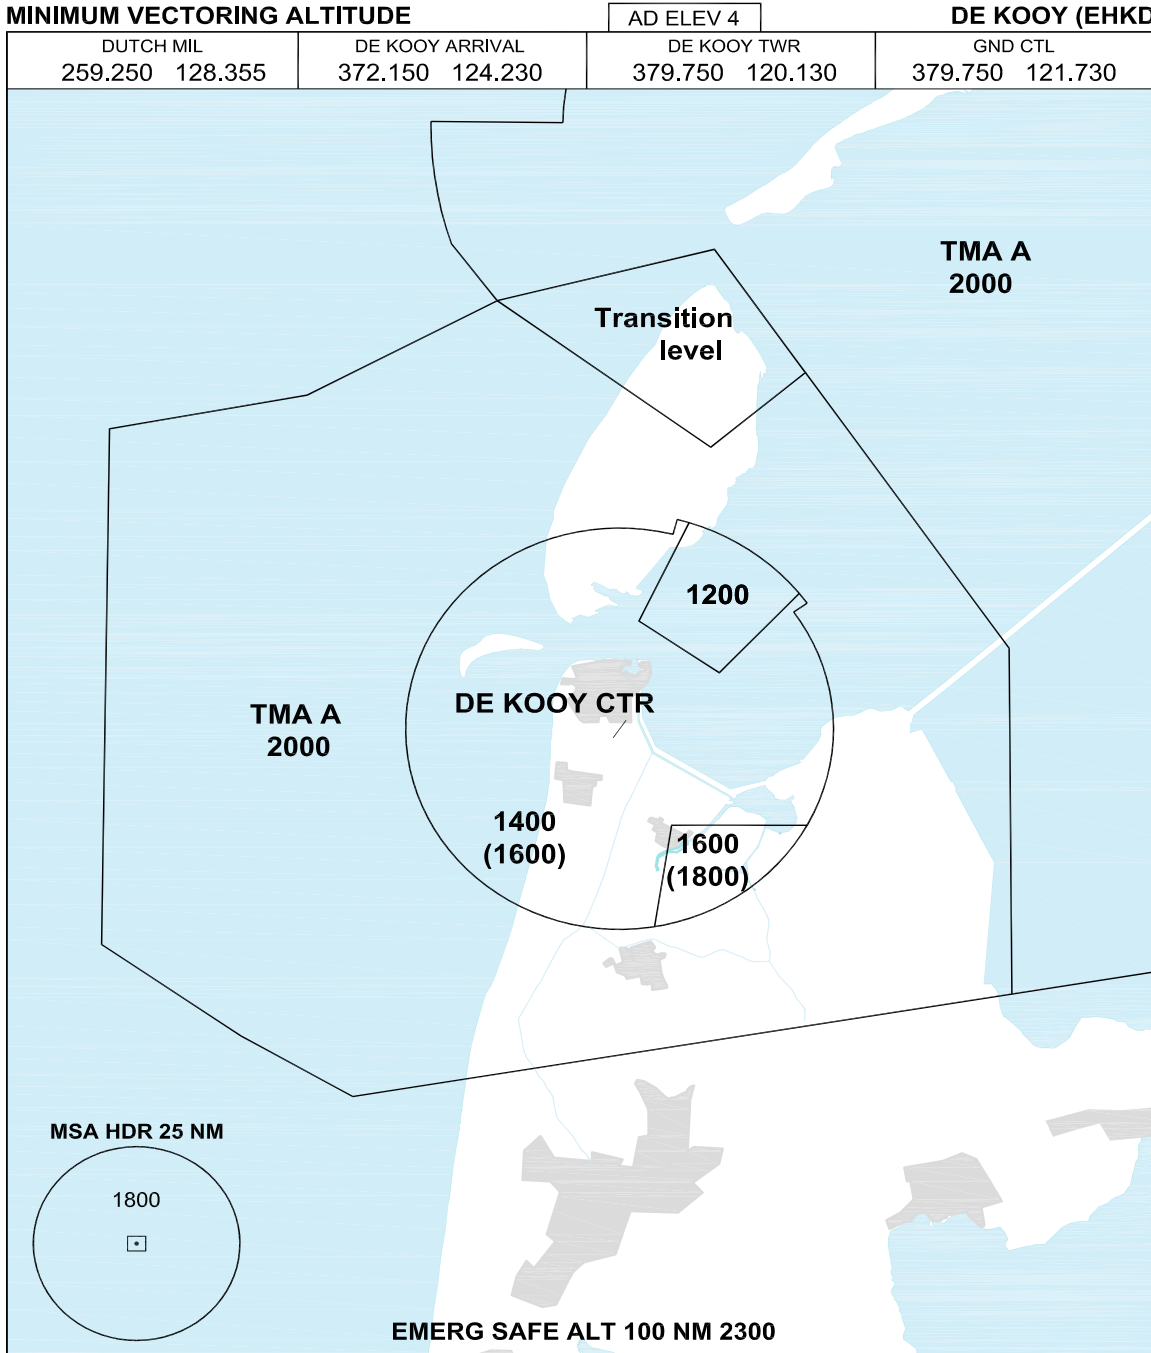 MINIMUM VECTORING ALTITUDE
AD ELEV 4
DE KOOY (EHKD
DUTCH MIL
259.250 128.355
DE KOOY ARRIVAL
372.150 124.230
DE KOOY TWR
379.750 120.130
GND CTL
379.750 121.730
TMA A
2000
Transition
level
1200
DE KOOY CTR
TMA A
2000
1400
(1600)
1600
(1800)
MSA HDR 25 NM
1800
EMERG SAFE ALT 100 NM 2300